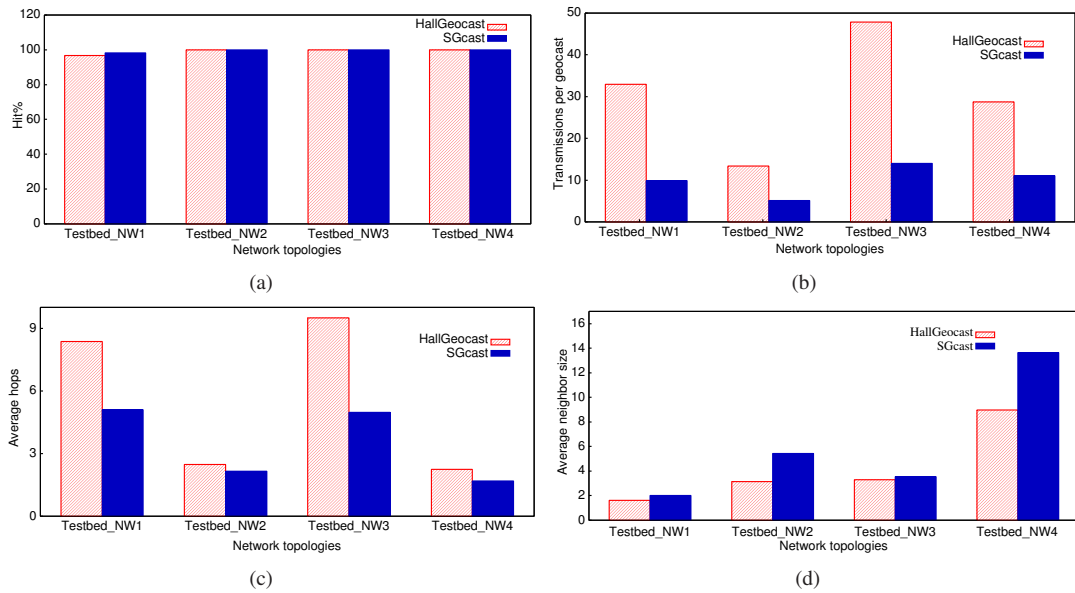 120
100
80
60
40
20
0
Hit%
HallGeocast
SGcast
Testbed_NW1 Testbed_NW2 Testbed_NW3 Testbed_NW4
Network topologies
(a)
50
40
30
20
10
0
Transmissions per geocast
HallGeocast
SGcast
Testbed_NW1 Testbed_NW2 Testbed_NW3 Testbed_NW4
Network topologies
(b)
9
6
3
0
Average hops
HallGeocast
SGcast
Testbed_NW1 Testbed_NW2 Testbed_NW3 Testbed_NW4
Network topologies
(c)
16
14
12
10
8
6
4
2
0
Average neighbor size
HallGeocast
SGcast
Testbed_NW1 Testbed_NW2 Testbed_NW3 Testbed_NW4
Network topologies
(d)